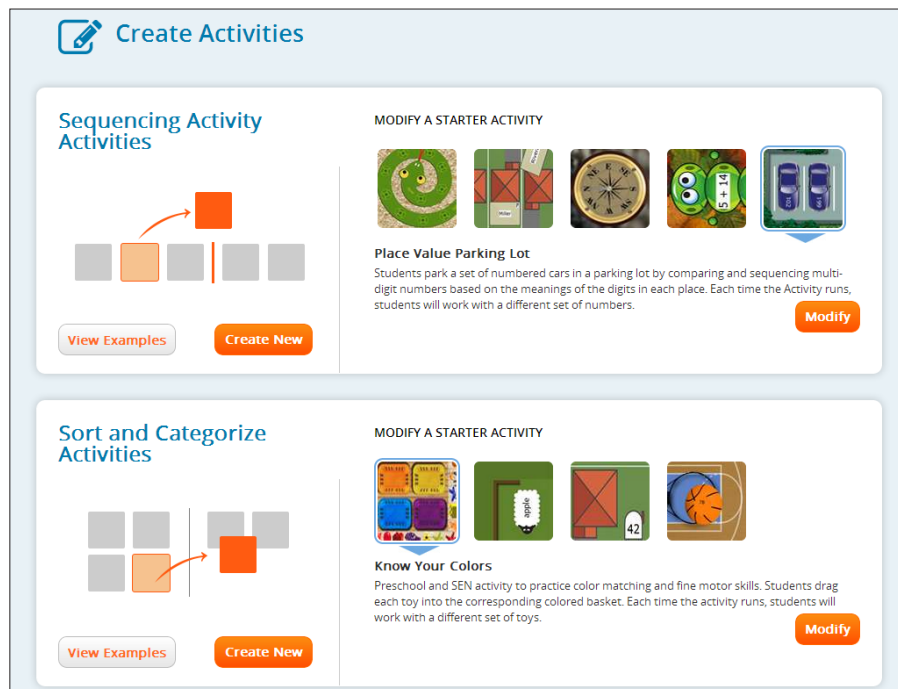 Create Activities
Sequencing Activity
Activities
MODIFY A STARTER ACTIVITY
5 + 14
Place Value Parking Lot
Students park a set of numbered cars in a parking lot by comparing and sequencing multi-
digit numbers based on the meanings of the digits in each place. Each time the Activity runs,
students will work with a different set of numbers.
Modify
View Examples
Create New
Sort and Categorize
Activities
MODIFY A STARTER ACTIVITY
apple
42
Know Your Colors
Preschool and SEN activity to practice color matching and fine motor skills. Students drag
each toy into the corresponding colored basket. Each time the activity runs, students will
work with a different set of toys.
Modify
View Examples
Create New